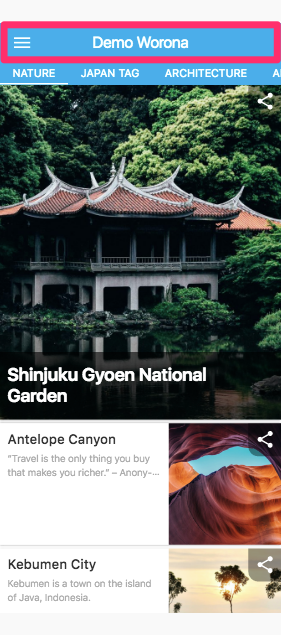 Demo Worona
NATURE JAPAN TAG ARCHITECTURE
Shinjuku Gyoen National
Garden
Antelope Canyon
“Travel is the only thing you buy
that makes you richer.” – Anony-...
Kebumen City
Kebumen is a town on the island
of Java, Indonesia.